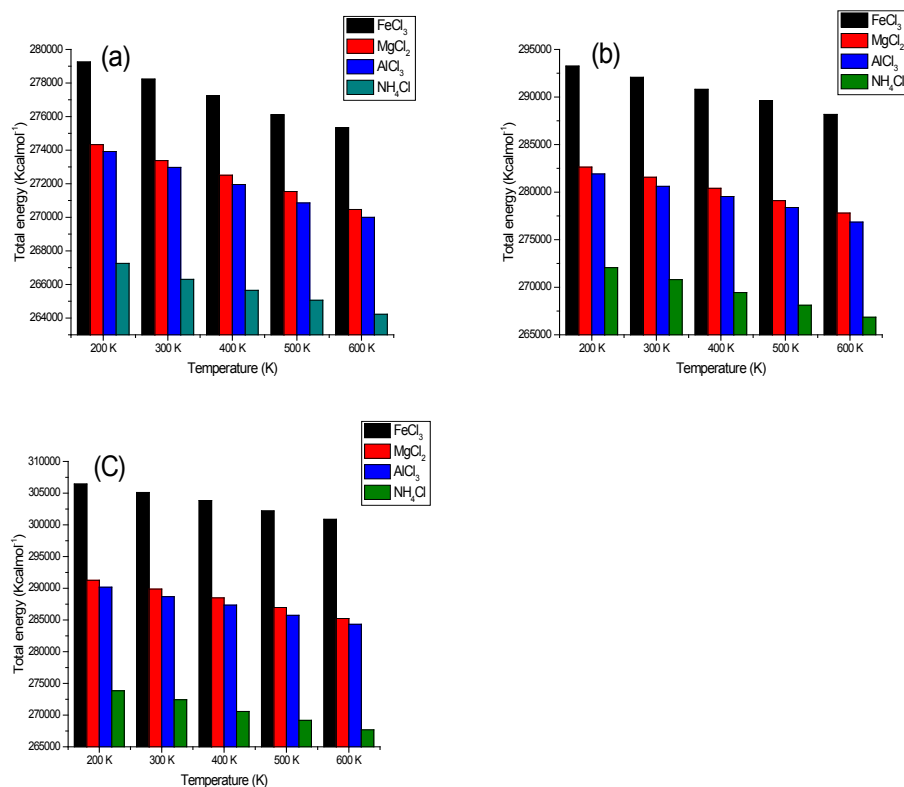 (a)
FeCl₃
MgCl₂
AlCl₃
NH₄Cl
Total energy (Kcalmol⁻¹)
280000
278000
276000
274000
272000
270000
268000
266000
264000
200 K 300 K 400 K 500 K 600 K
Temperature (K)
(b)
FeCl₃
MgCl₂
AlCl₃
NH₄Cl
Total energy (Kcalmol⁻¹)
295000
290000
285000
280000
275000
270000
265000
200 K 300 K 400 K 500 K 600 K
Temperature (K)
(C)
FeCl₃
MgCl₂
AlCl₃
NH₄Cl
Total energy (Kcalmol⁻¹)
310000
305000
300000
295000
290000
285000
280000
275000
270000
265000
200 K 300 K 400 K 500 K 600 K
Temperature (K)